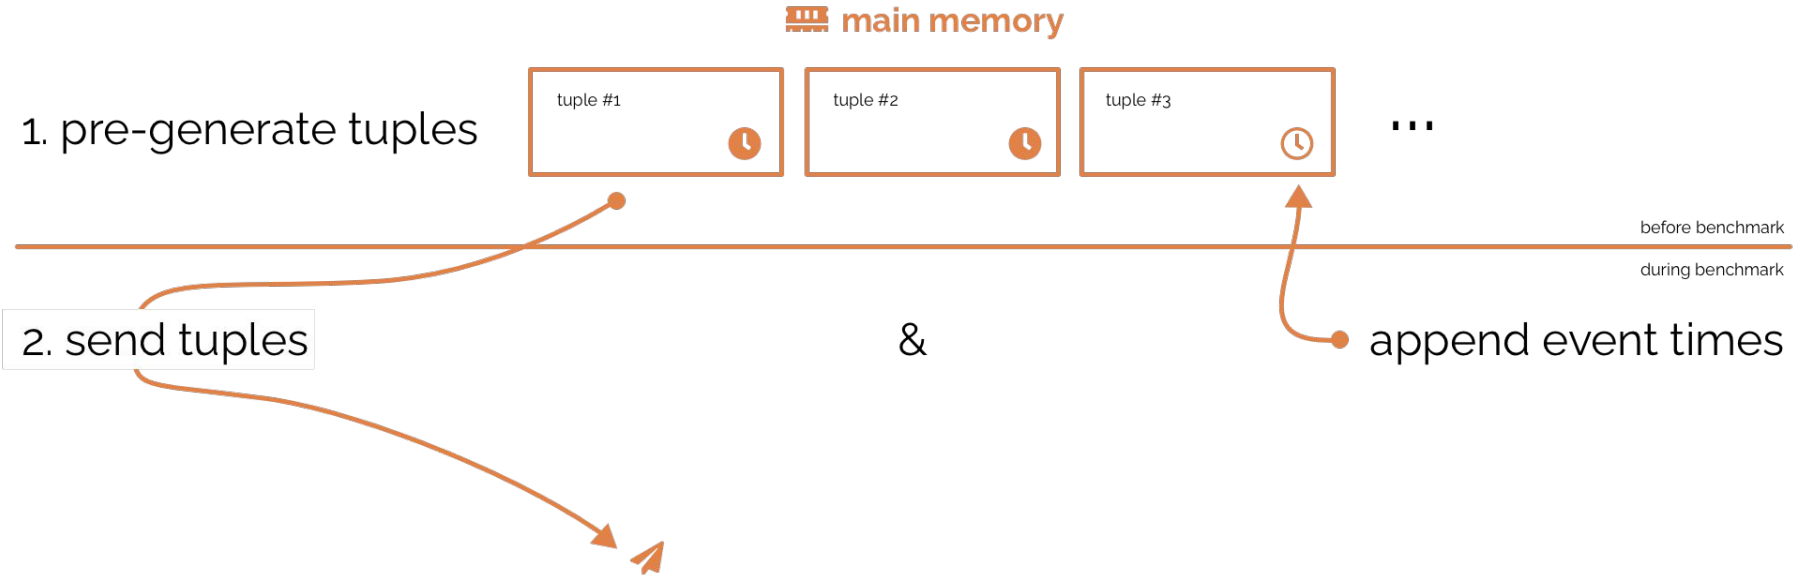 main memory
tuple #1
tuple #2
tuple #3
1. pre-generate tuples
...
before benchmark
during benchmark
2. send tuples
&
append event times